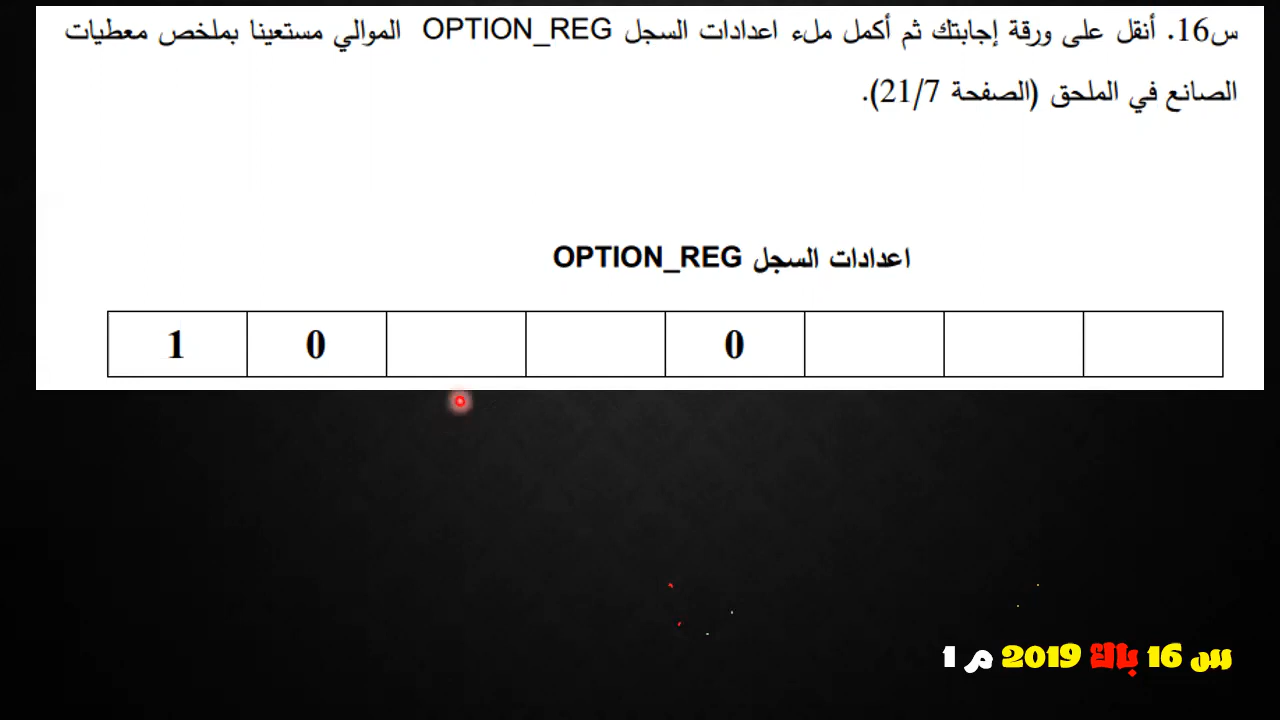 س16. أنقل على ورقة إجابتك ثم أكمل ملء اعدادات السجل OPTION_REG الموالي مستعينا بملخص معطيات
الصانع في الملحق (الصفحة 21/7).
اعدادات السجل OPTION_REG
1 0 0
س 16 باك 2019 م 1